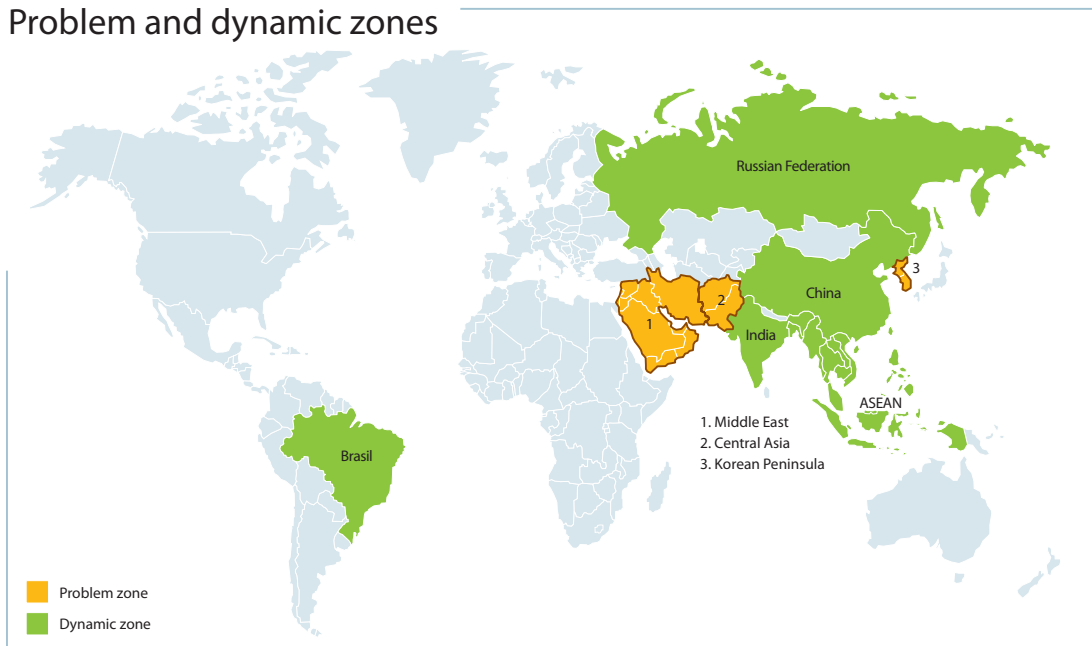 Problem and dynamic zones
Russian Federation
3
China
2
1
India
ASEAN
1. Middle East
2. Central Asia
3. Korean Peninsula
Brasil
Problem zone
Dynamic zone